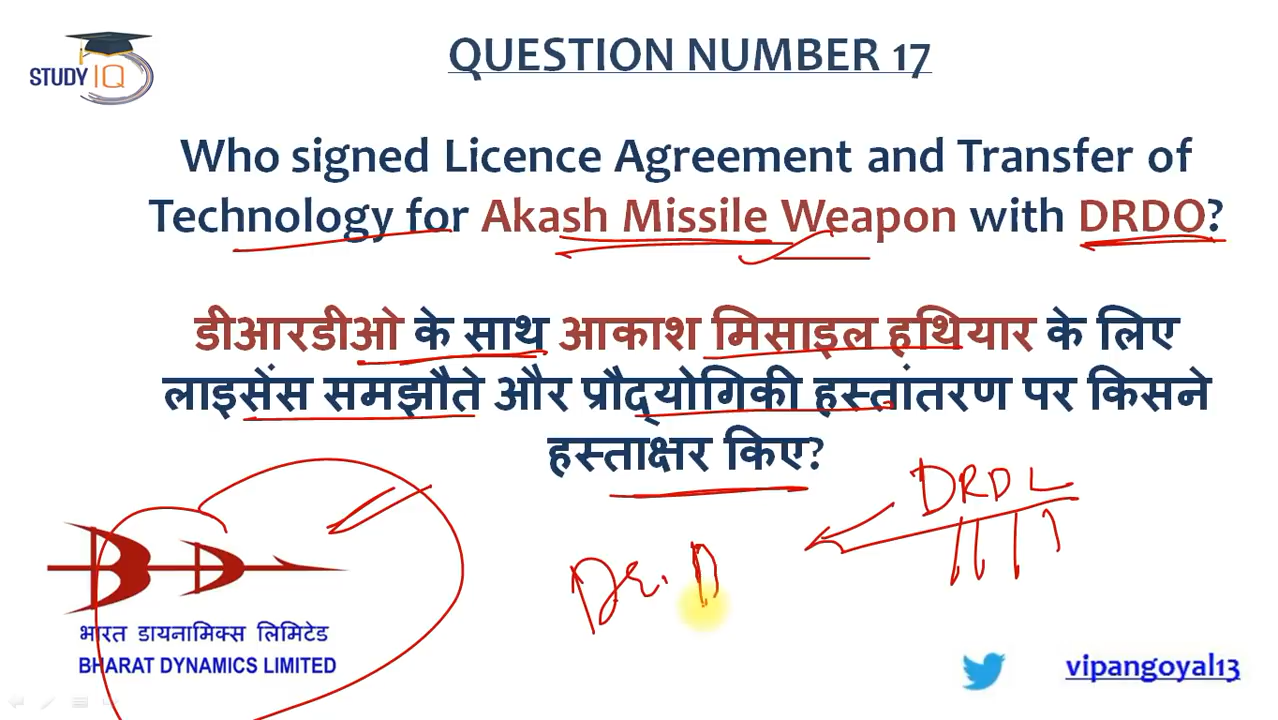 STUDY IQ
QUESTION NUMBER 17
Who signed Licence Agreement and Transfer of
Technology for Akash Missile Weapon with DRDO?
डीआरडीओ के साथ आकाश मिसाइल हथियार के लिए
लाइसेंस समझौते और प्रौद्योगिकी हस्तांतरण पर किसने
हस्ताक्षर किए?
DRDL
Dr.
BD
भारत डायनामिक्स लिमिटेड
BHARAT DYNAMICS LIMITED
vipangoyal13